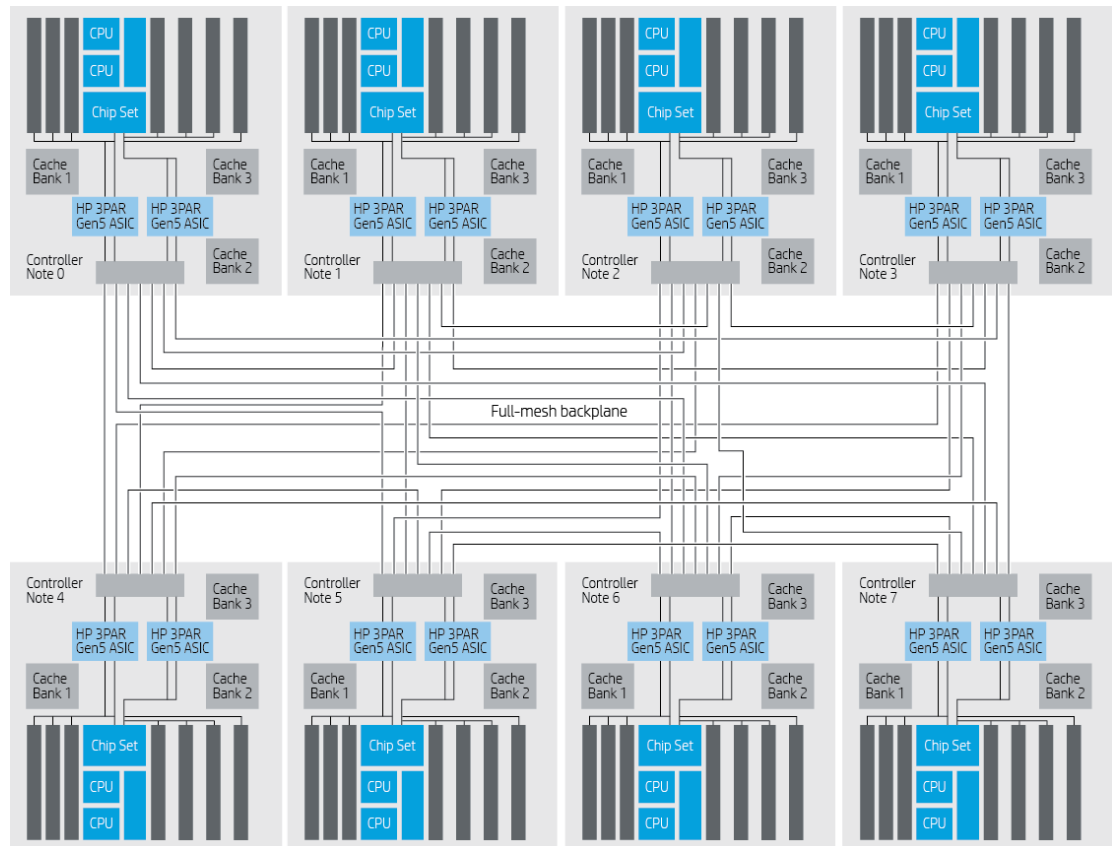 CPU
CPU
Chip Set
Cache
Bank 1
Cache
Bank 3
HP 3PAR
Gen5 ASIC
HP 3PAR
Gen5 ASIC
Controller
Note 0
Cache
Bank 2
CPU
CPU
Chip Set
Cache
Bank 1
Cache
Bank 3
HP 3PAR
Gen5 ASIC
HP 3PAR
Gen5 ASIC
Controller
Note 1
Cache
Bank 2
CPU
CPU
Chip Set
Cache
Bank 1
Cache
Bank 3
HP 3PAR
Gen5 ASIC
HP 3PAR
Gen5 ASIC
Controller
Note 2
Cache
Bank 2
CPU
CPU
Chip Set
Cache
Bank 1
Cache
Bank 3
HP 3PAR
Gen5 ASIC
HP 3PAR
Gen5 ASIC
Controller
Note 3
Cache
Bank 2
Full-mesh backplane
Controller
Note 4
Cache
Bank 3
HP 3PAR
Gen5 ASIC
HP 3PAR
Gen5 ASIC
Cache
Bank 1
Cache
Bank 2
Chip Set
CPU
CPU
Controller
Note 5
Cache
Bank 3
HP 3PAR
Gen5 ASIC
HP 3PAR
Gen5 ASIC
Cache
Bank 1
Cache
Bank 2
Chip Set
CPU
CPU
Controller
Note 6
Cache
Bank 3
HP 3PAR
Gen5 ASIC
HP 3PAR
Gen5 ASIC
Cache
Bank 1
Cache
Bank 2
Chip Set
CPU
CPU
Controller
Note 7
Cache
Bank 3
HP 3PAR
Gen5 ASIC
HP 3PAR
Gen5 ASIC
Cache
Bank 1
Cache
Bank 2
Chip Set
CPU
CPU